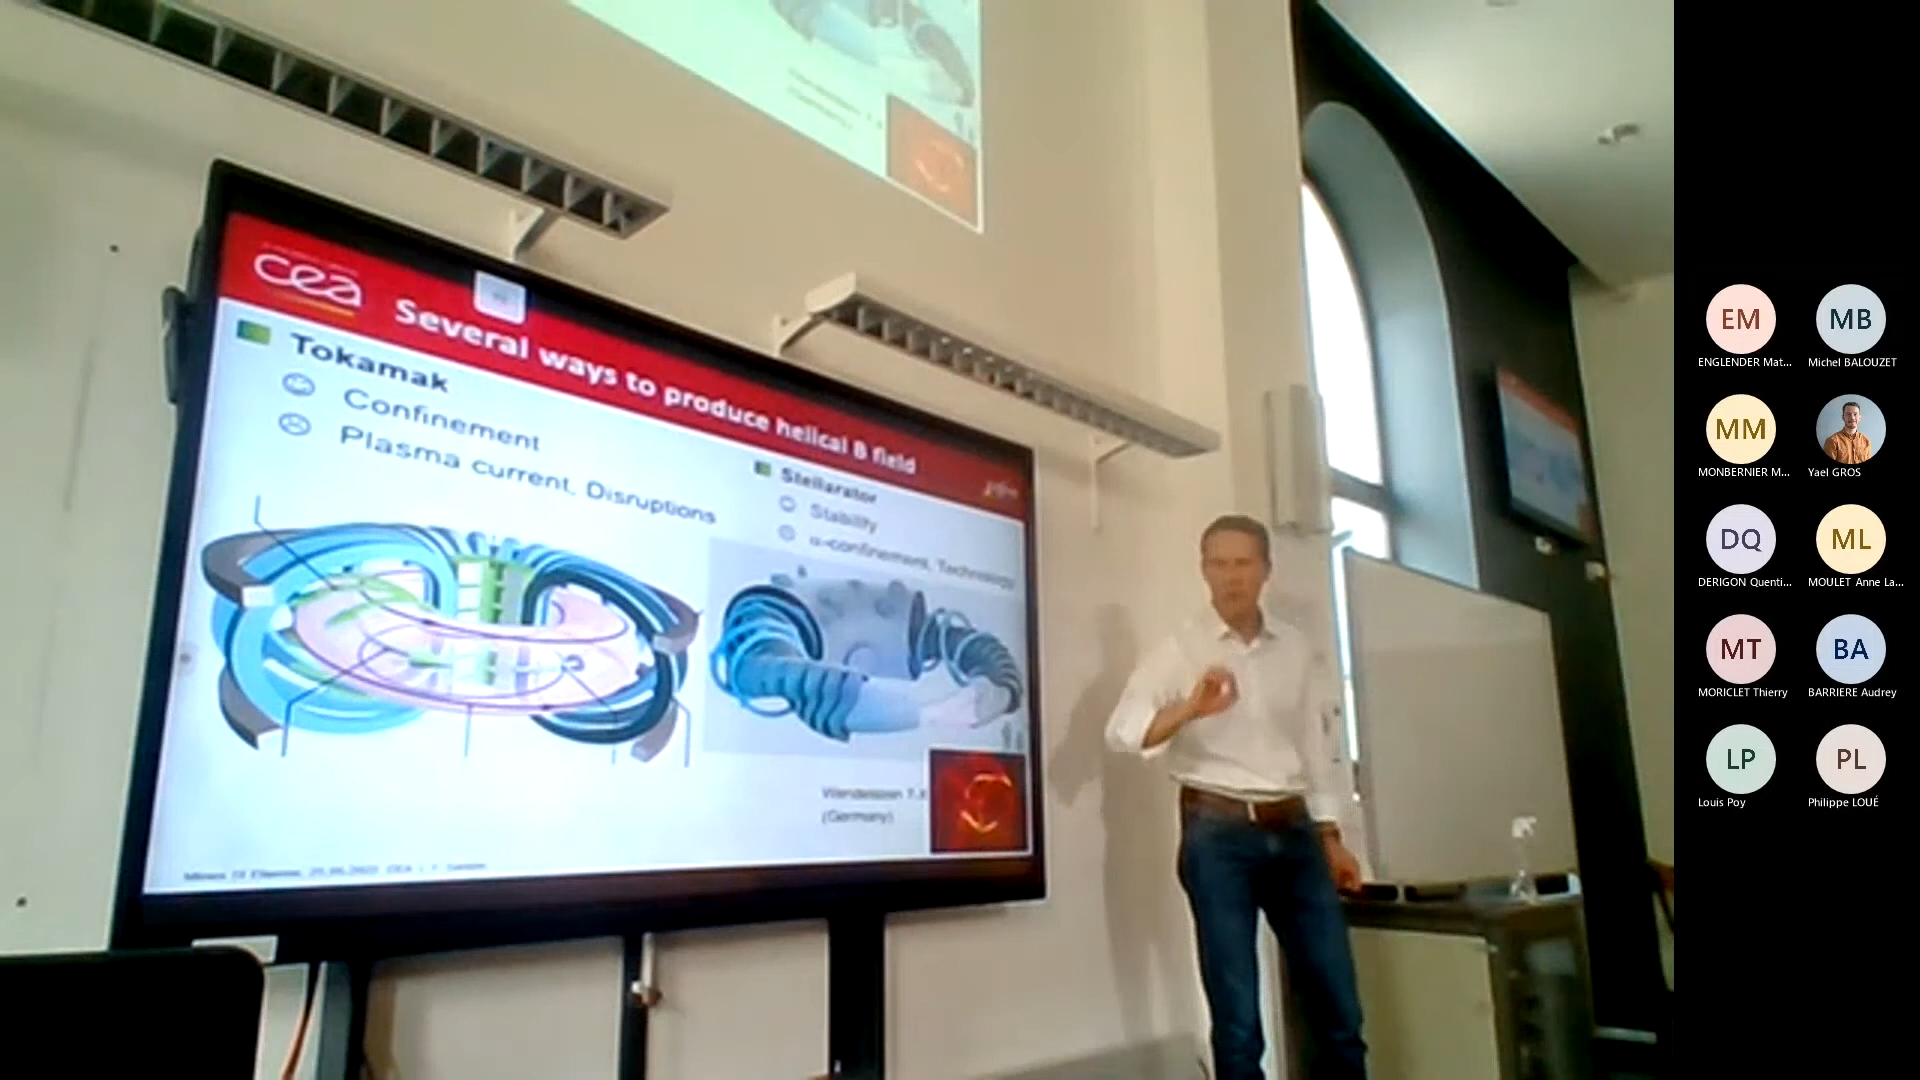 cea
Several ways to produce helical B field
Tokamak
Confinement
Plasma current, Disruptions
Stellarator
Stability
α-confinement, Technology
(Germany)
EM
ENGLENDER Mat...
MB
Michel BALOUZET
MM
MONBERNIER M...
Yael GROS
DQ
DERIGON Quenti...
ML
MOULET Anne La...
MT
MORICLET Thierry
BA
BARRIERE Audrey
LP
Louis Poy
PL
Philippe LOUÉ